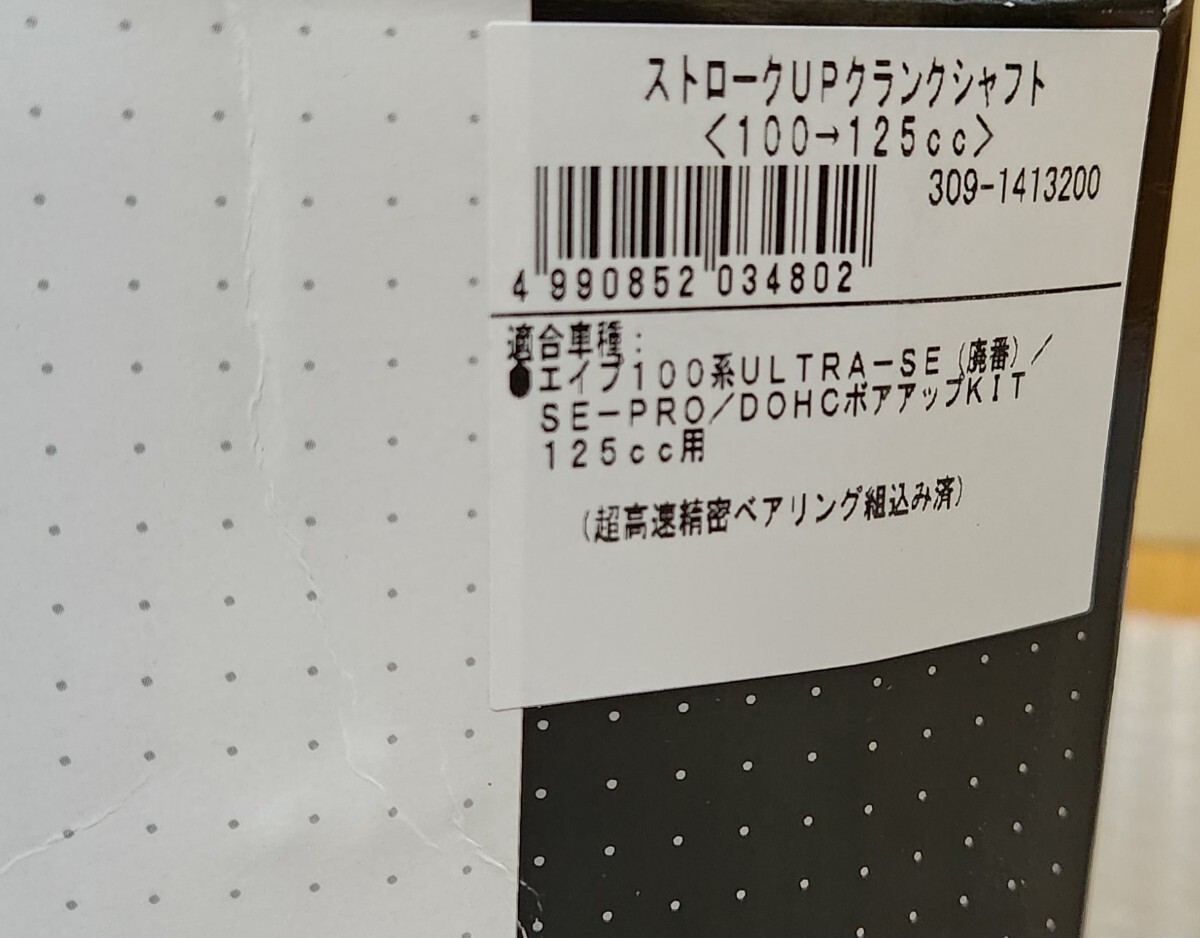 ストロークUPクランクシャフト
<100→125cc>
309-1413200
4 990852 034802
適合車種:
●エイプ100系ULTRA-SE(廃番)/
SE-PRO/DOHCボアアップKIT
125cc用
(超高速精密ベアリング組込み済)